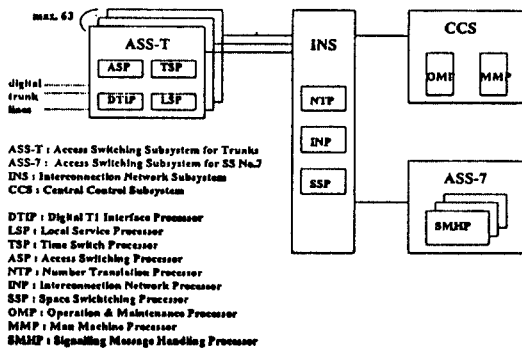 max. 63
ASS-T
ASP TSP
DTIP LSP
digital
trunk
lines
INS
NTP
INP
SSP
CCS
OMP MMP
ASS-7
SMHP
ASS-T : Access Switching Subsystem for Trunks
ASS-7 : Access Switching Subsystem for SS No.7
INS : Interconnection Network Subsystem
CCS : Central Control Subsystem
DTIP : Digital T1 Interface Processor
LSP : Local Service Processor
TSP : Time Switch Processor
ASP : Access Switching Processor
NTP : Number Translation Processor
INP : Interconnection Network Processor
SSP : Space Swichtching Processor
OMP : Operation & Maintenance Processor
MMP : Man Machine Processor
SMHP : Signalling Message Handling Processor